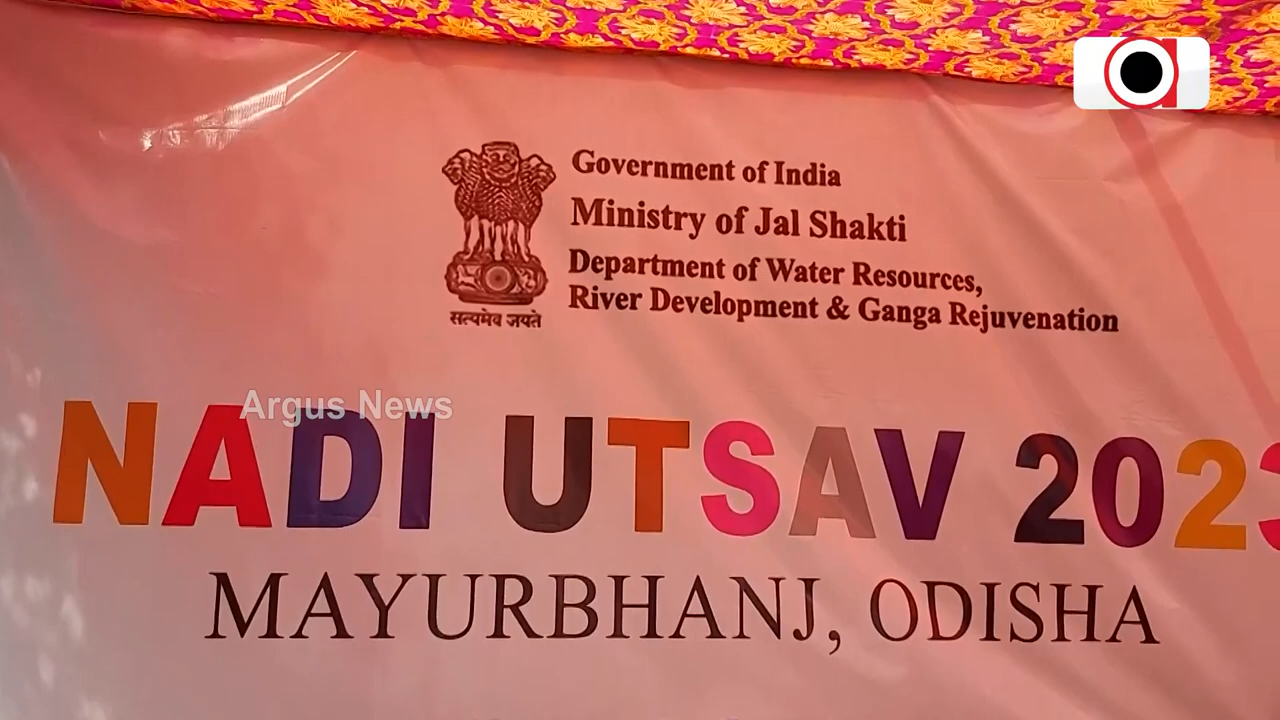 Government of India
Ministry of Jal Shakti
Department of Water Resources,
River Development & Ganga Rejuvenation
सत्यमेव जयते
Argus News
NADI UTSAV 2023
MAYURBHANJ, ODISHA